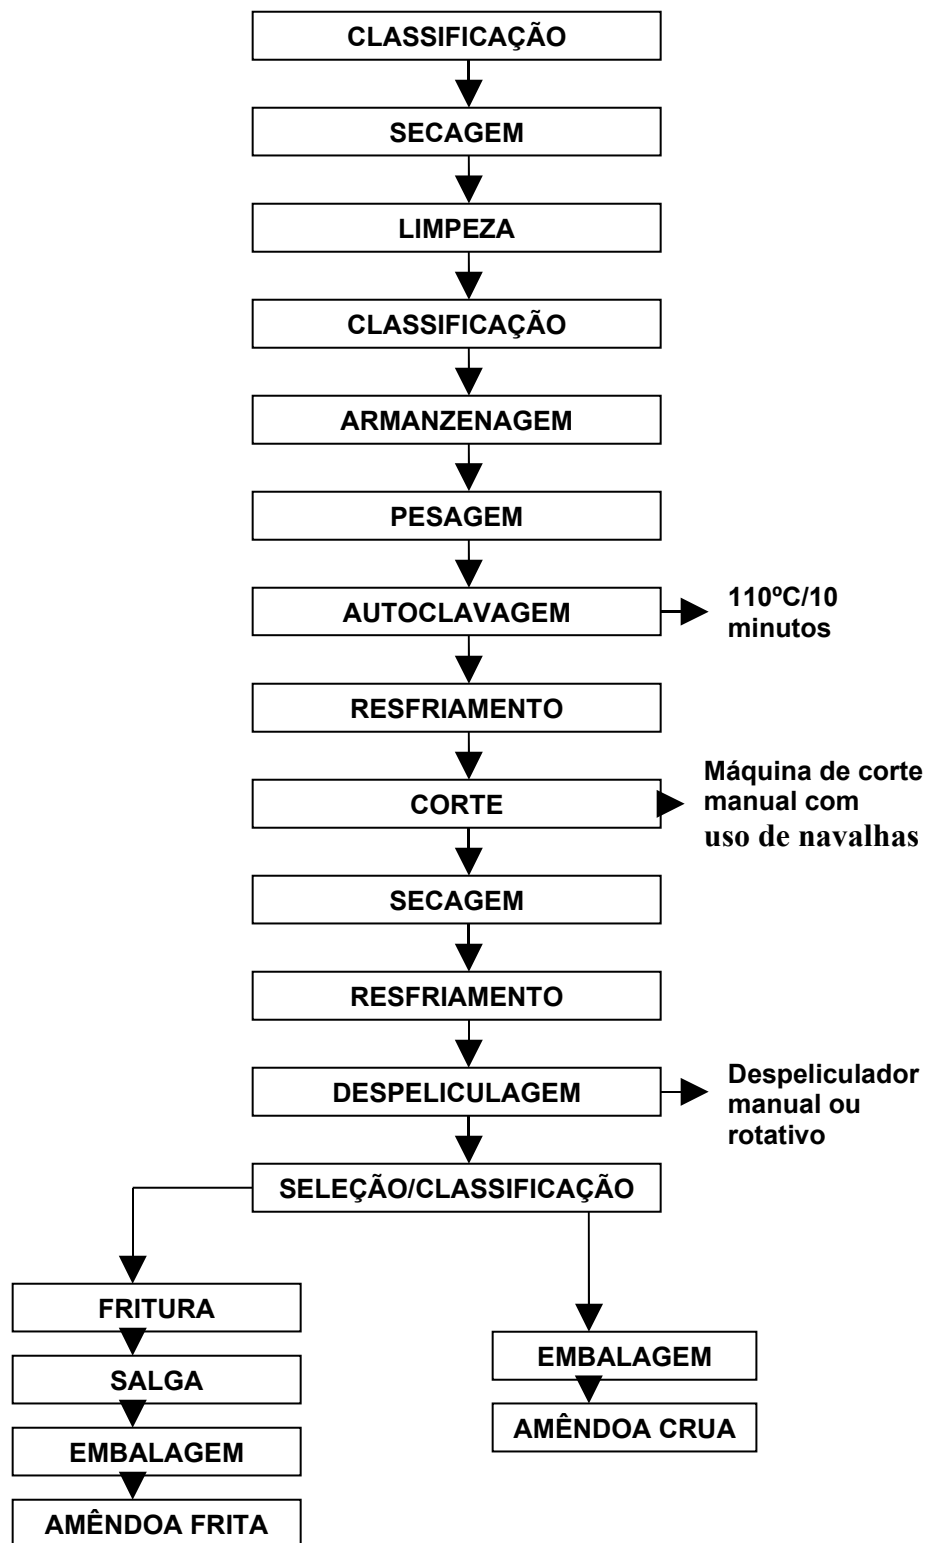 CLASSIFICAÇÃO
SECAGEM
LIMPEZA
CLASSIFICAÇÃO
ARMANZENAGEM
PESAGEM
AUTOCLAVAGEM
110ºC/10
minutos
RESFRIAMENTO
CORTE
Máquina de corte
manual com
uso de navalhas
SECAGEM
RESFRIAMENTO
DESPELICULAGEM
Despeliculador
manual ou
rotativo
SELEÇÃO/CLASSIFICAÇÃO
FRITURA
SALGA
EMBALAGEM
AMÊNDOA FRITA
EMBALAGEM
AMÊNDOA CRUA